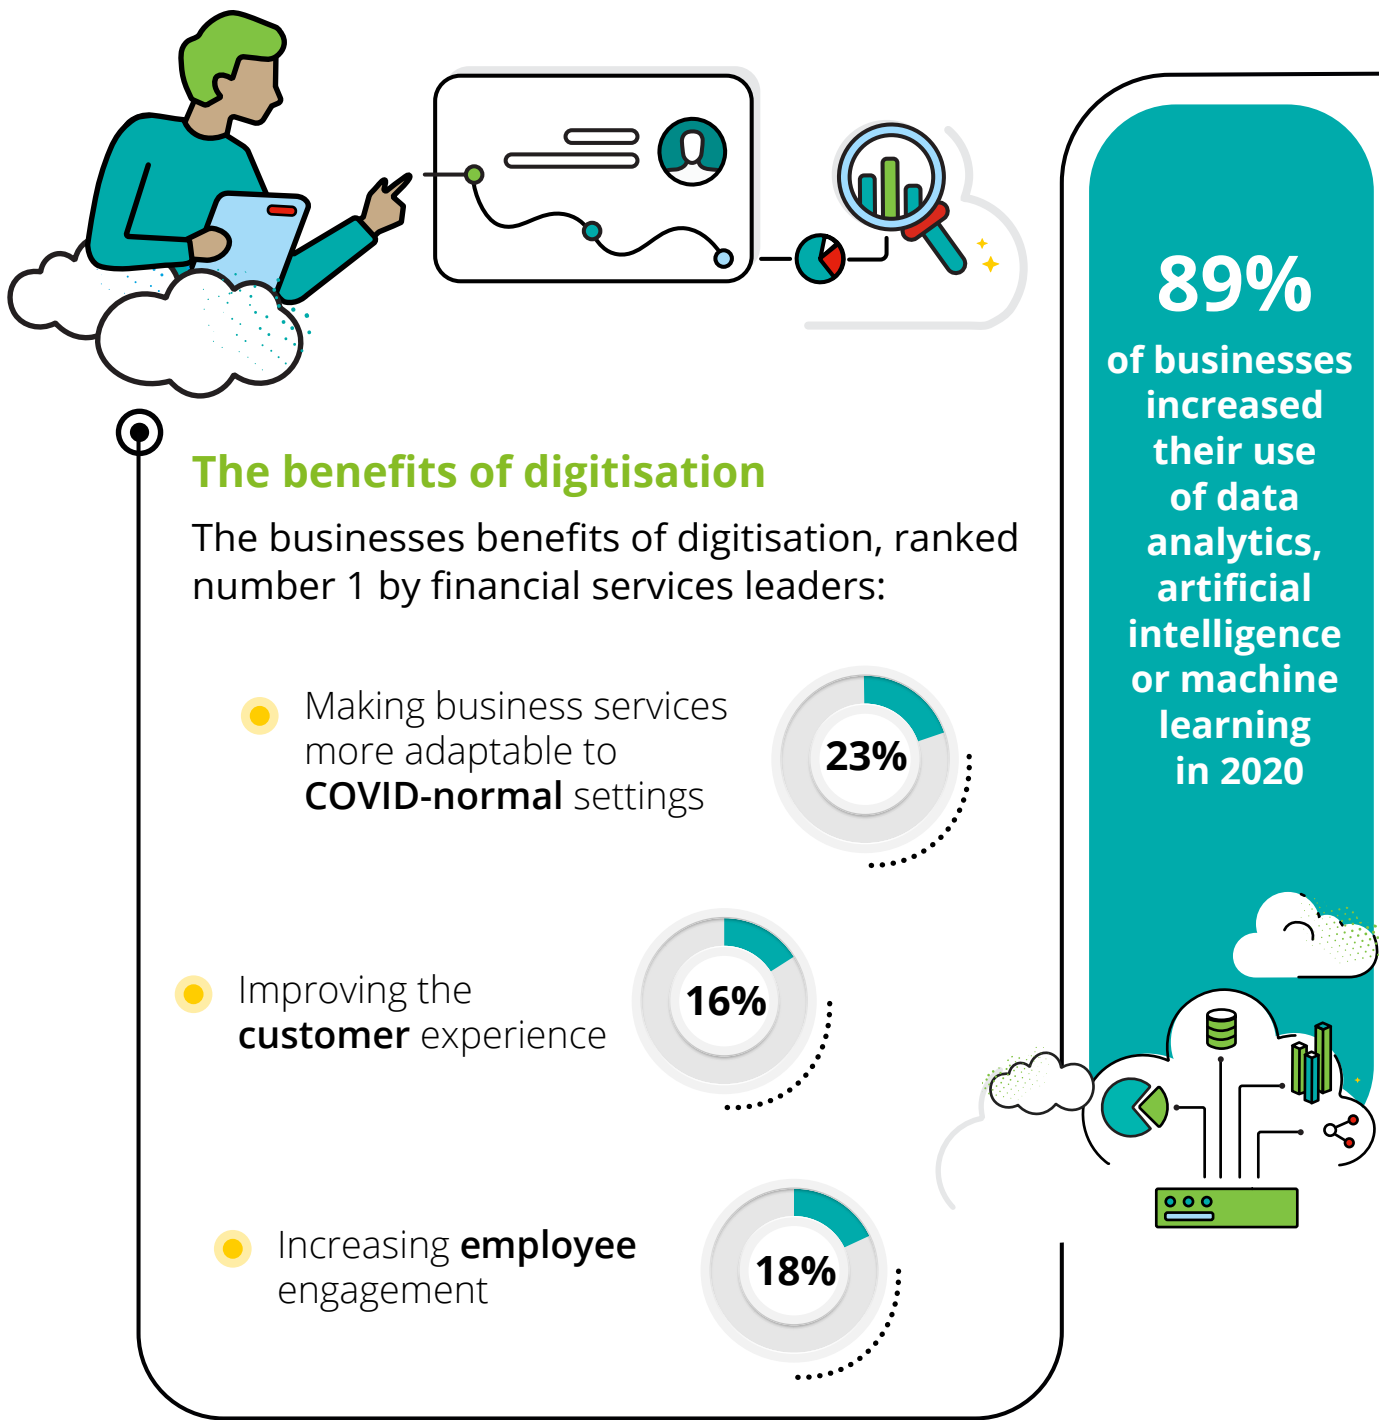 The benefits of digitisation
The businesses benefits of digitisation, ranked
number 1 by financial services leaders:
Making business services
more adaptable to
COVID-normal settings
23%
Improving the
customer experience
16%
Increasing employee
engagement
18%
89%
of businesses
increased
their use
of data
analytics,
artificial
intelligence
or machine
learning
in 2020